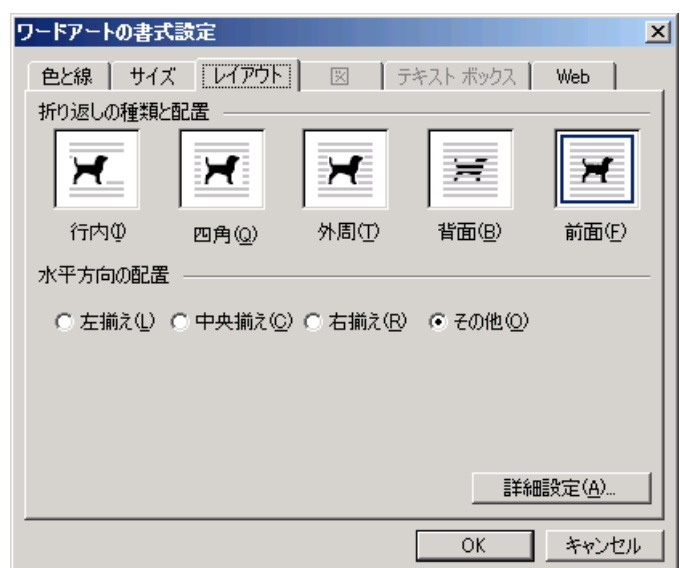 ワードアートの書式設定
色と線 サイズ レイアウト 図 テキスト ボックス Web
折り返しの種類と配置
行内(I) 四角(Q) 外周(T) 背面(B) 前面(F)
水平方向の配置
左揃え(L) 中央揃え(C) 右揃え(R) その他(O)
詳細設定(A)...
OK キャンセル